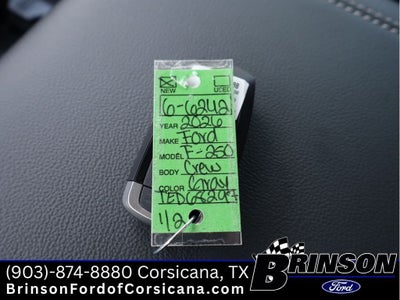 NEW USED
6-6242
YEAR 2026
MAKE Ford
MODEL F-250
BODY Crew
COLOR Gray
1/2
(903)-874-8880 Corsicana, TX
BrinsonFordofCorsicana.com
BRINSON
Ford